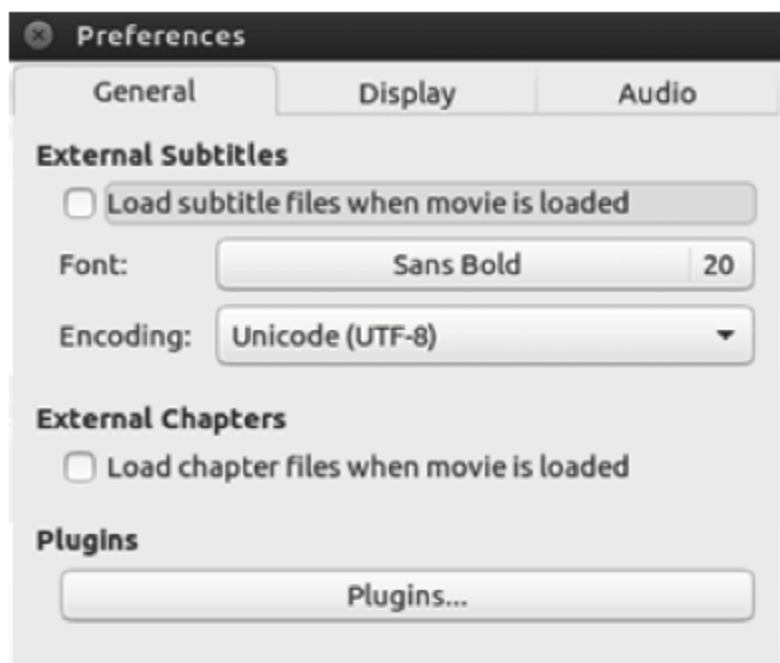 Preferences
General Display Audio
External Subtitles
Load subtitle files when movie is loaded
Font: Sans Bold 20
Encoding: Unicode (UTF-8)
External Chapters
Load chapter files when movie is loaded
Plugins
Plugins...